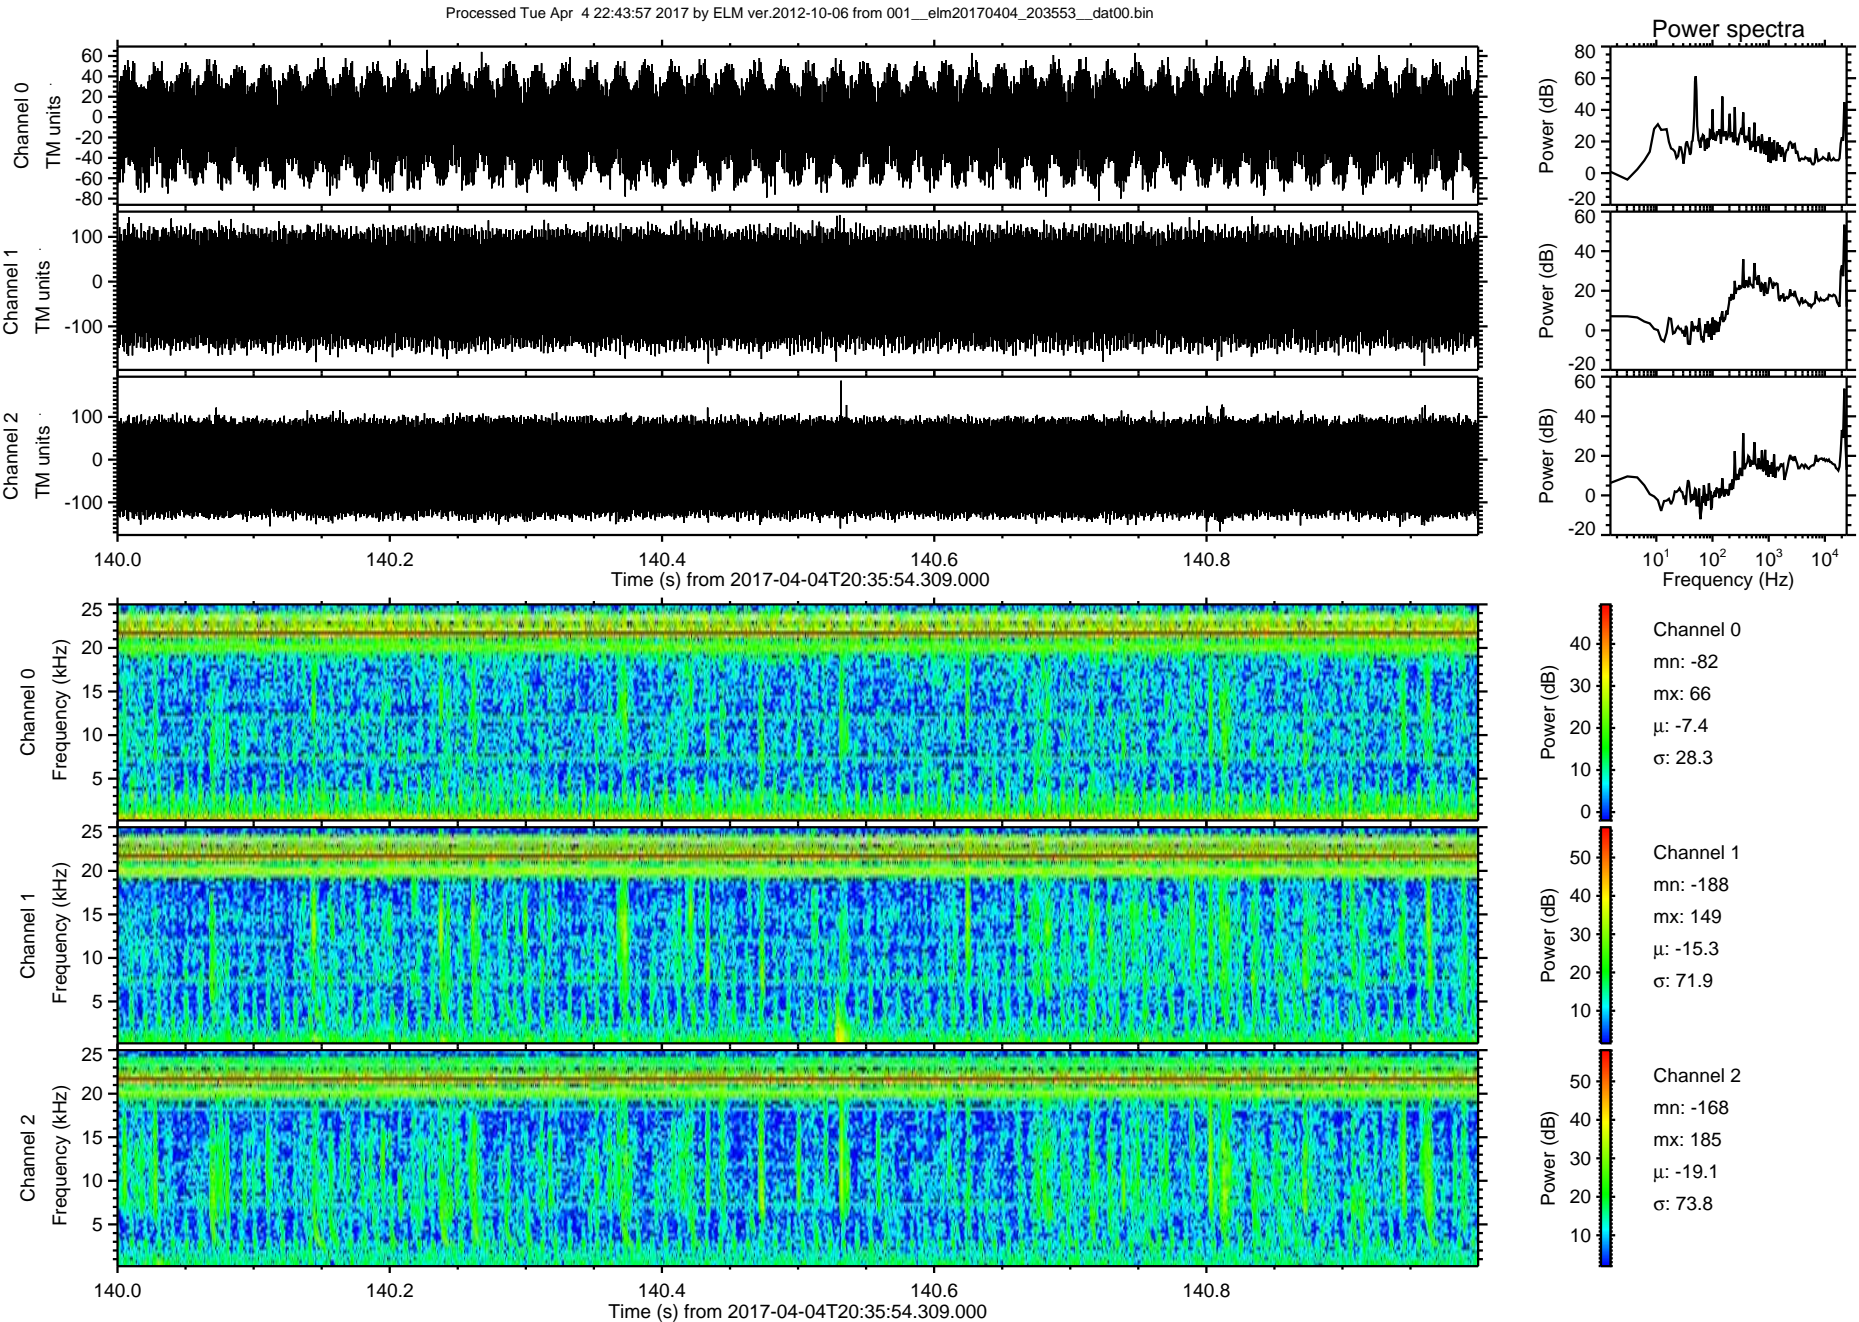 Processed Tue Apr  4 22:43:57 2017 by ELM ver.2012-10-06 from 001__elm20170404_203553__dat00.bin
Power spectra
Channel 0
TM units
60
40
20
0
-20
-40
-60
-80
Power (dB)
80
60
40
20
0
-20
Channel 1
TM units
100
0
-100
Power (dB)
60
40
20
0
-20
Channel 2
TM units
100
0
-100
Power (dB)
60
40
20
0
-20
140.0
140.2
140.4
140.6
140.8
Time (s) from 2017-04-04T20:35:54.309.000
10¹
10²
10³
10⁴
Frequency (Hz)
Channel 0
Frequency (kHz)
25
20
15
10
5
Power (dB)
40
30
20
10
0
Channel 0
mn: -82
mx: 66
μ: -7.4
σ: 28.3
Channel 1
Frequency (kHz)
25
20
15
10
5
Power (dB)
50
40
30
20
10
Channel 1
mn: -188
mx: 149
μ: -15.3
σ: 71.9
Channel 2
Frequency (kHz)
25
20
15
10
5
Power (dB)
50
40
30
20
10
Channel 2
mn: -168
mx: 185
μ: -19.1
σ: 73.8
140.0
140.2
140.4
140.6
140.8
Time (s) from 2017-04-04T20:35:54.309.000